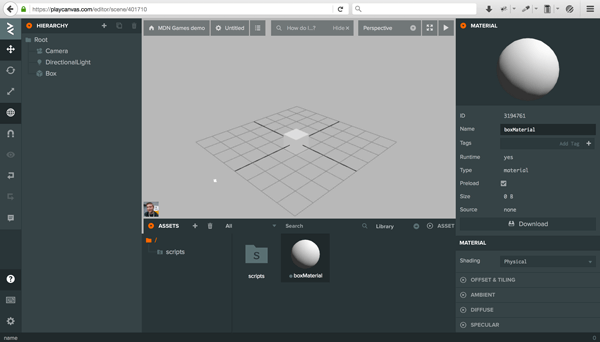 https://playcanvas.com/editor/scene/401710
HIERARCHY
Root
Camera
DirectionalLight
Box
MDN Games demo
Untitled
How do I...?
Hide
Perspective
MATERIAL
ID 3194761
Name boxMaterial
Tags Add Tag +
Runtime yes
Type material
Preload
Size 0 B
Source none
Download
MATERIAL
Shading Physical
OFFSET & TILING
AMBIENT
DIFFUSE
SPECULAR
ASSETS
All
Search
Library
ASSET
/
scripts
S
scripts
boxMaterial
name
0